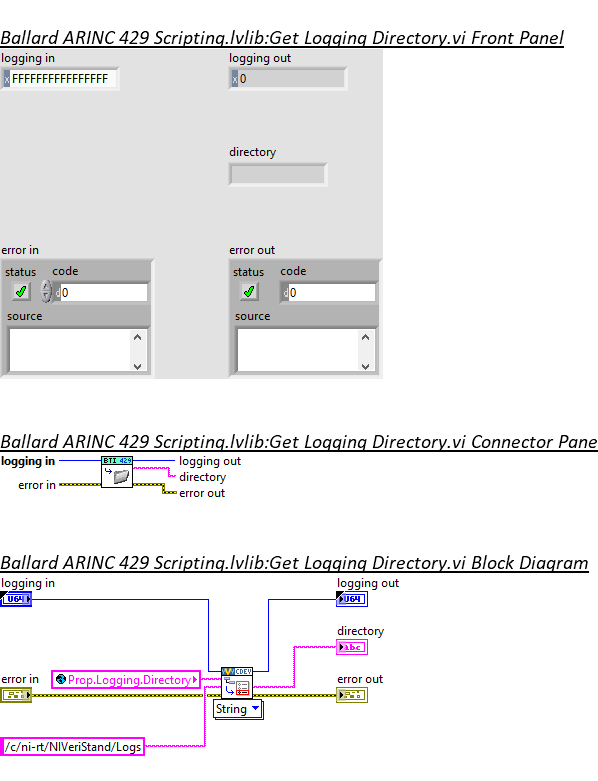 Ballard ARINC 429 Scripting.lvlib:Get Logging Directory.vi Front Panel
logging in
logging out
x FFFFFFFFFFFFFFFF
x 0
directory
error in
error out
status code
status code
d 0
d 0
source
source
Ballard ARINC 429 Scripting.lvlib:Get Logging Directory.vi Connector Pane
logging in
BTI 429
logging out
directory
error in
error out
Ballard ARINC 429 Scripting.lvlib:Get Logging Directory.vi Block Diagram
logging in
logging out
U64
U64
directory
abc
error in
Prop.Logging.Directory
CDEV
error out
String
/c/ni-rt/NIVeriStand/Logs